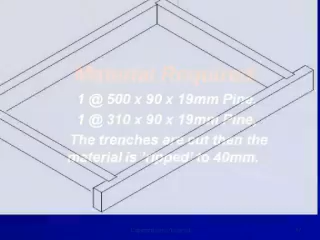 Material Required
1 @ 500 x 90 x 19mm Pine.
1 @ 310 x 90 x 19mm Pine.
The trenches are cut than the
material is 'ripped' to 40mm.